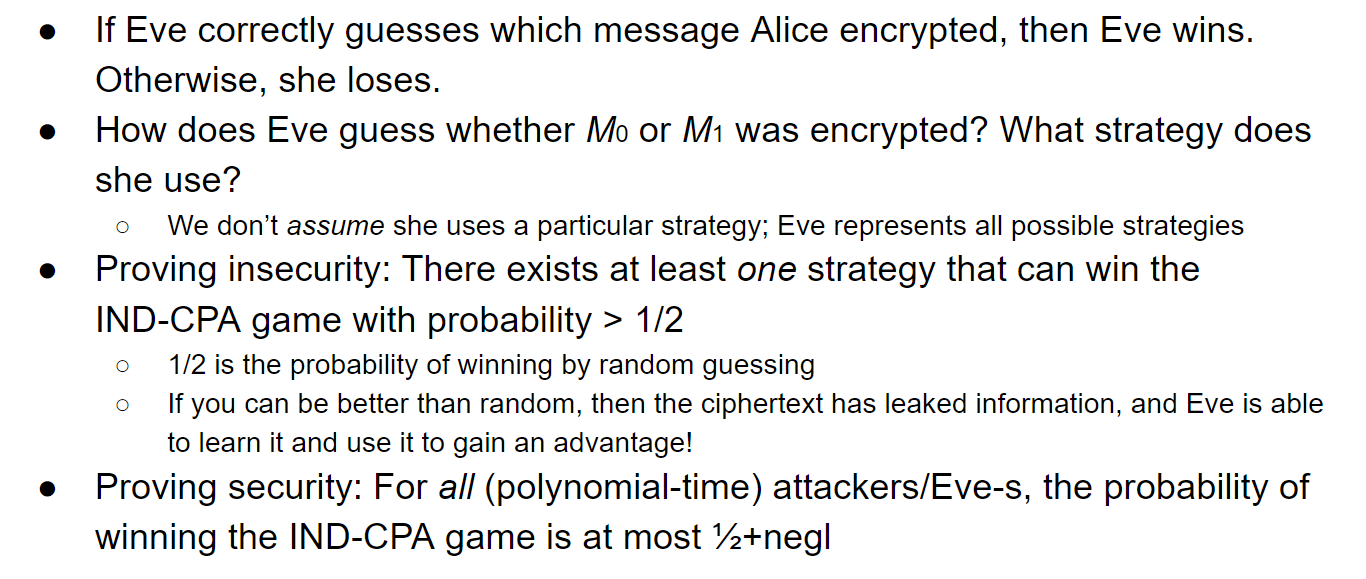 ● If Eve correctly guesses which message Alice encrypted, then Eve wins.
Otherwise, she loses.
● How does Eve guess whether M0 or M1 was encrypted? What strategy does
she use?
○ We don’t assume she uses a particular strategy; Eve represents all possible strategies
● Proving insecurity: There exists at least one strategy that can win the
IND-CPA game with probability > 1/2
○ 1/2 is the probability of winning by random guessing
○ If you can be better than random, then the ciphertext has leaked information, and Eve is able
to learn it and use it to gain an advantage!
● Proving security: For all (polynomial-time) attackers/Eve-s, the probability of
winning the IND-CPA game is at most ½+negl